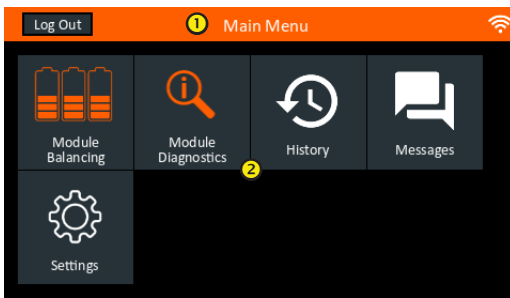 Log Out
1
Main Menu
Module
Balancing
Module
Diagnostics
History
Messages
2
Settings